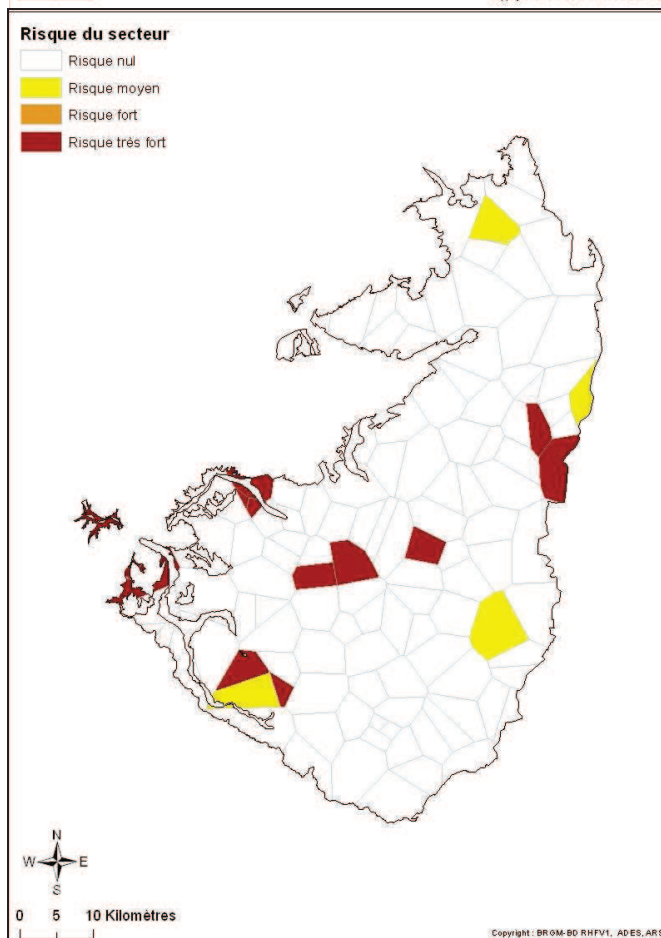 Risque du secteur
Risque nul
Risque moyen
Risque fort
Risque très fort
N
W E
S
0 5 10 Kilomètres
Copyright : BRGM-BD RHFV1, ADES, ARS